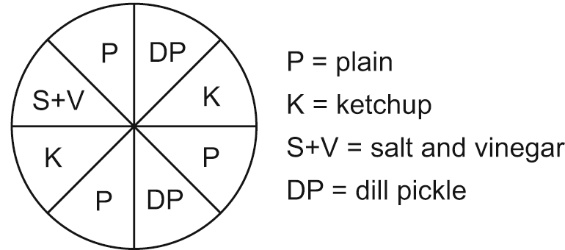 P DP
S+V K
K P
P DP
P = plain
K = ketchup
S+V = salt and vinegar
DP = dill pickle